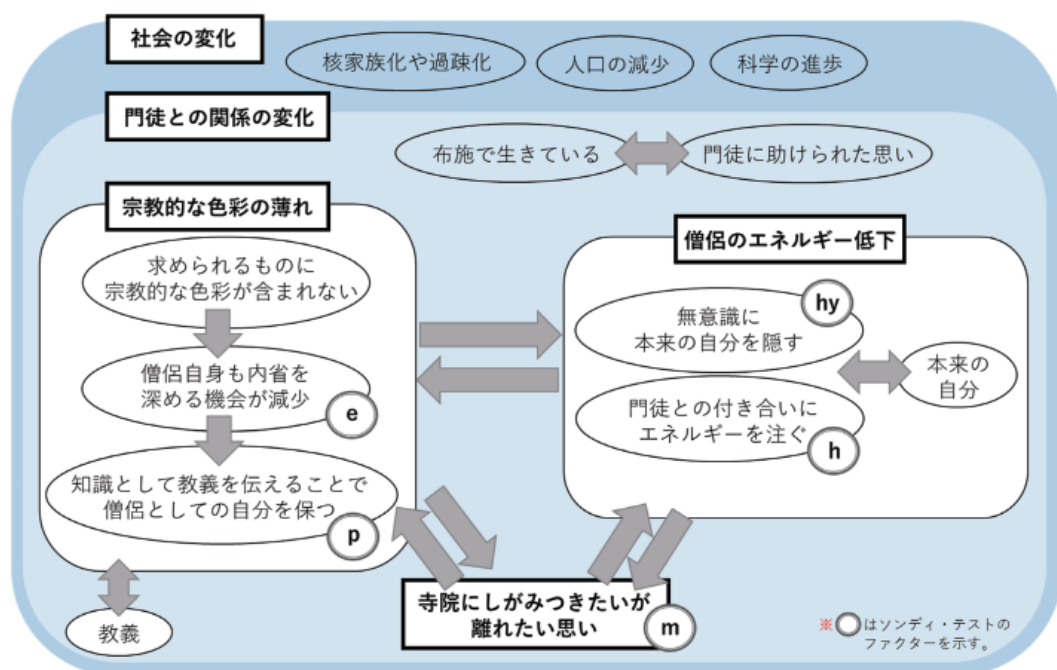 社会の変化
核家族化や過疎化
人口の減少
科学の進歩
門徒との関係の変化
布施で生きている
門徒に助けられた思い
宗教的な色彩の薄れ
求められるものに
宗教的な色彩が含まれない
僧侶自身も内省を
深める機会が減少
e
知識として教義を伝えることで
僧侶としての自分を保つ
p
教義
僧侶のエネルギー低下
hy
無意識に
本来の自分を隠す
門徒との付き合いに
エネルギーを注ぐ
h
本来の
自分
寺院にしがみつきたいが
離れたい思い
m
※○はソンディ・テストの
ファクターを示す。